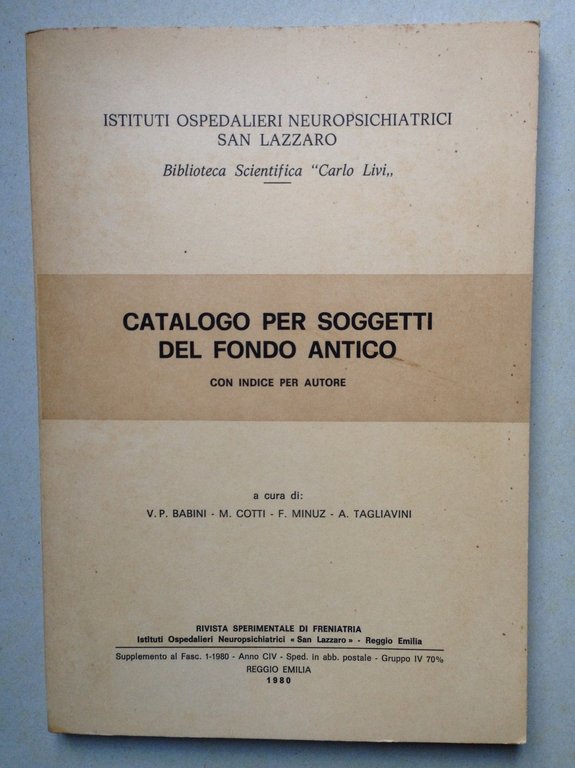 ISTITUTI OSPEDALIERI NEUROPSICHIATRICI
SAN LAZZARO
Biblioteca Scientifica "Carlo Livi„
CATALOGO PER SOGGETTI
DEL FONDO ANTICO
CON INDICE PER AUTORE
a cura di:
V. P. BABINI - M. COTTI - F. MINUZ - A. TAGLIAVINI
RIVISTA SPERIMENTALE DI FRENIATRIA
Istituti Ospedalieri Neuropsichiatrici « San Lazzaro » - Reggio Emilia
Supplemento al Fasc. 1-1980 - Anno CIV - Sped. in abb. postale - Gruppo IV 70%
REGGIO EMILIA
1980